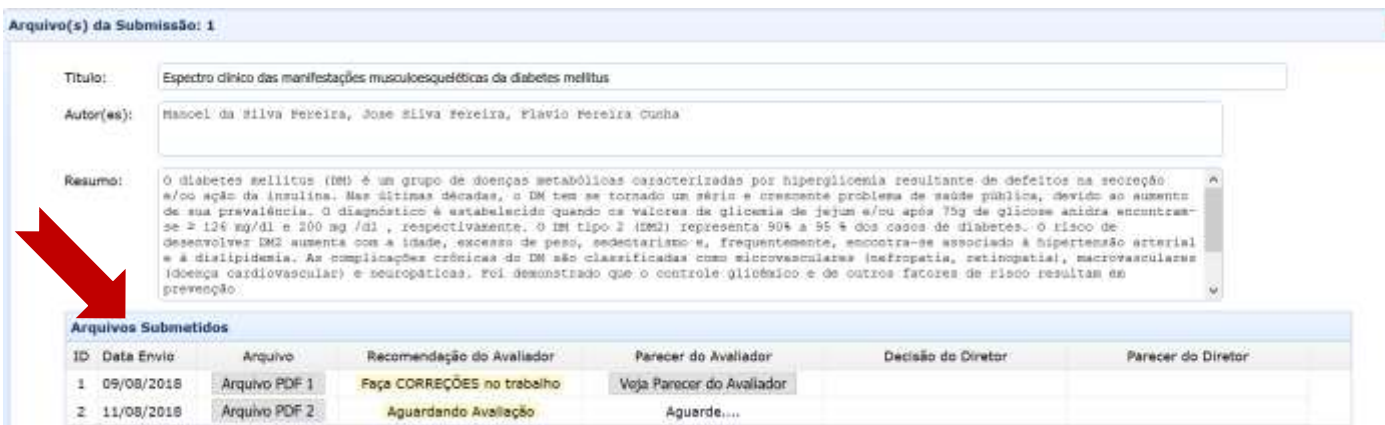 Arquivo(s) da Submissão: 1
Título: Espectro clínico das manifestações musculoesqueléticas da diabetes mellitus
Autor(es): Manoel da Silva Pereira, Jose Silva Pereira, Flavio Pereira Cunha
Resumo: O diabetes mellitus (DM) é um grupo de doenças metabólicas caracterizadas por hiperglicemia resultante de defeitos na secreção
e/ou ação da insulina. Nas últimas décadas, o DM tem se tornado um sério e crescente problema de saúde pública, devido ao aumento
de sua prevalência. O diagnóstico é estabelecido quando os valores de glicemia de jejum e/ou após 75g de glicose anidra encontram-
se ≥ 126 mg/dl e 200 mg /dl , respectivamente. O DM tipo 2 (DM2) representa 90% a 95 % dos casos de diabetes. O risco de
desenvolver DM2 aumenta com a idade, excesso de peso, sedentarismo e, frequentemente, encontra-se associado à hipertensão arterial
e à dislipidemia. As complicações crônicas do DM são classificadas como microvasculares (nefropatia, retinopatia), macrovasculares
(doença cardiovascular) e neuropáticas. Foi demonstrado que o controle glicêmico e de outros fatores de risco resultam em
prevenção
Arquivos Submetidos
ID Data Envio Arquivo Recomendação do Avaliador Parecer do Avaliador Decisão do Diretor Parecer do Diretor
1 09/08/2018 Arquivo PDF 1 Faça CORREÇÕES no trabalho Veja Parecer do Avaliador
2 11/08/2018 Arquivo PDF 2 Aguardando Avaliação Aguarde....